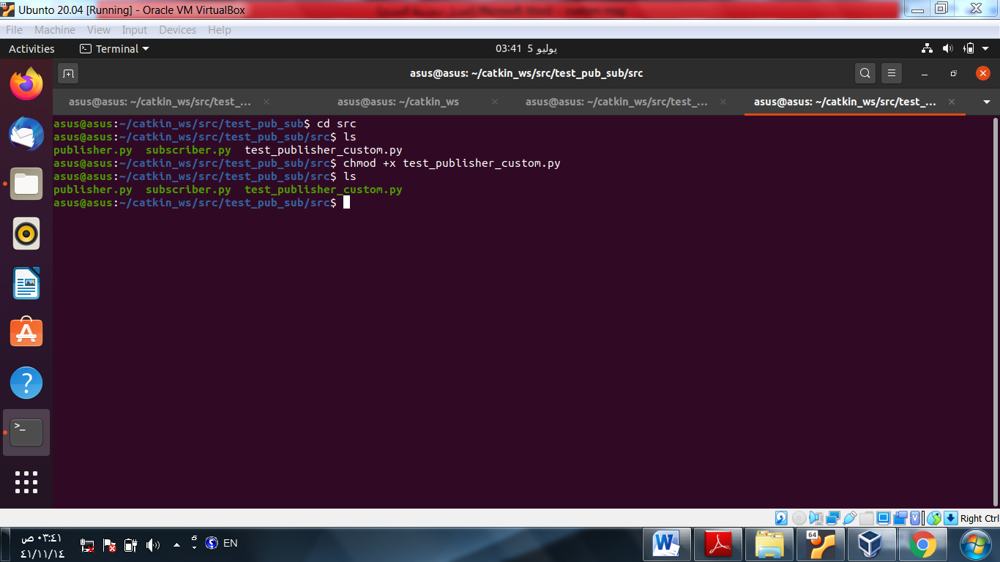 Ubunto 20.04 [Running] - Oracle VM VirtualBox
File Machine View Input Devices Help
Activities Terminal 03:41 5 يوليو
asus@asus: ~/catkin_ws/src/test_pub_sub/src
asus@asus: ~/catkin_ws/src/test_... asus@asus: ~/catkin_ws asus@asus: ~/catkin_ws/src/test_... asus@asus: ~/catkin_ws/src/test_...
asus@asus:~/catkin_ws/src/test_pub_sub$ cd src
asus@asus:~/catkin_ws/src/test_pub_sub/src$ ls
publisher.py subscriber.py test_publisher_custom.py
asus@asus:~/catkin_ws/src/test_pub_sub/src$ chmod +x test_publisher_custom.py
asus@asus:~/catkin_ws/src/test_pub_sub/src$ ls
publisher.py subscriber.py test_publisher_custom.py
asus@asus:~/catkin_ws/src/test_pub_sub/src$
Right Ctrl
٠٣:٤١ ص
٤١/١١/١٤
EN
64